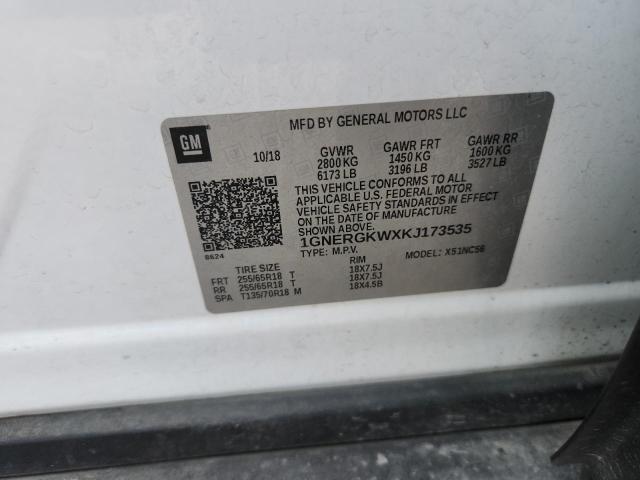 MFD BY GENERAL MOTORS LLC
GM
10/18 GVWR GAWR FRT GAWR RR
2800 KG 1450 KG 1600 KG
6173 LB 3196 LB 3527 LB
THIS VEHICLE CONFORMS TO ALL
APPLICABLE U.S. FEDERAL MOTOR
VEHICLE SAFETY STANDARDS IN EFFECT
ON THE DATE OF MANUFACTURE
SHOWN ABOVE.
1GNERGKWXKJ173535
TYPE: M.P.V. MODEL: X51NC56
8624
TIRE SIZE RIM
FRT 255/65R18 T 18X7.5J
RR 255/65R18 T 18X7.5J
SPA T135/70R18 M 18X4.5B